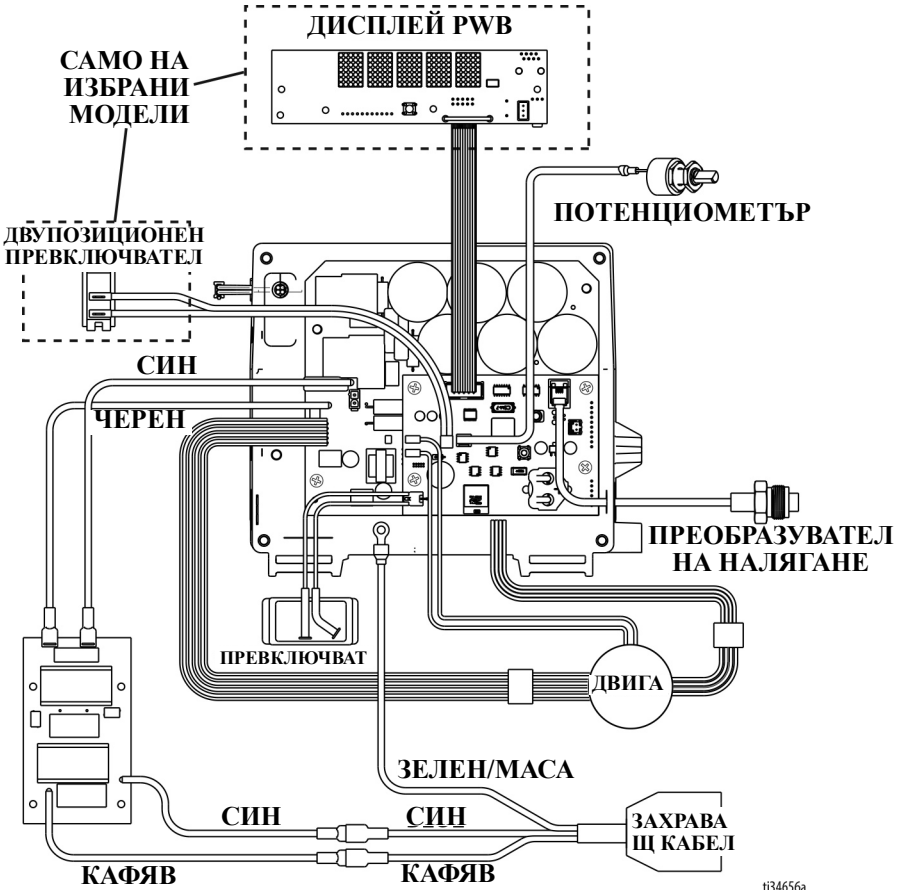 ДИСПЛЕЙ PWB
САМО НА
ИЗБРАНИ
МОДЕЛИ
ПОТЕНЦИОМЕТЪР
ДВУПОЗИЦИОНЕН
ПРЕВКЛЮЧВАТЕЛ
СИН
ЧЕРЕН
ПРЕОБРАЗУВАТЕЛ
НА НАЛЯГАНЕ
ПРЕВКЛЮЧВАТ
ДВИГА
ЗЕЛЕН/МАСА
СИН
СИН
ЗАХРАВА
Щ КАБЕЛ
КАФЯВ
КАФЯВ
ti34656a